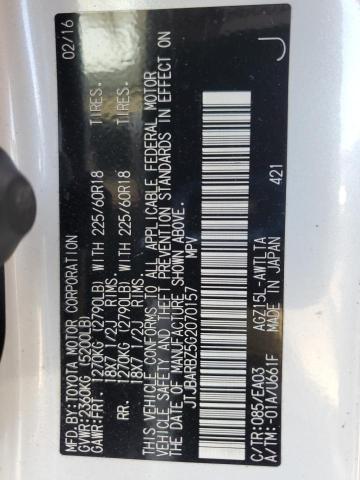 MFD.BY:TOYOTA MOTOR CORPORATION 02/16
GVWR:2360KG (5200LB)
GAWR:FRT. 1270KG (2790LB) WITH 225/60R18 TIRES.
18X7 1/2J RIMS
RR. 1270KG (2790LB) WITH 225/60R18 TIRES.
18X7 1/2J RIMS
THIS VEHICLE CONFORMS TO ALL APPLICABLE FEDERAL MOTOR
VEHICLE SAFETY AND THEFT PREVENTION STANDARDS IN EFFECT ON
THE DATE OF MANUFACTURE SHOWN ABOVE.
JTJBARBZ5G2070157 MPV
J
C/TR:085/EA03 AGZ15L-AWTLTA 421
A/TM:-01A/U661F MADE IN JAPAN